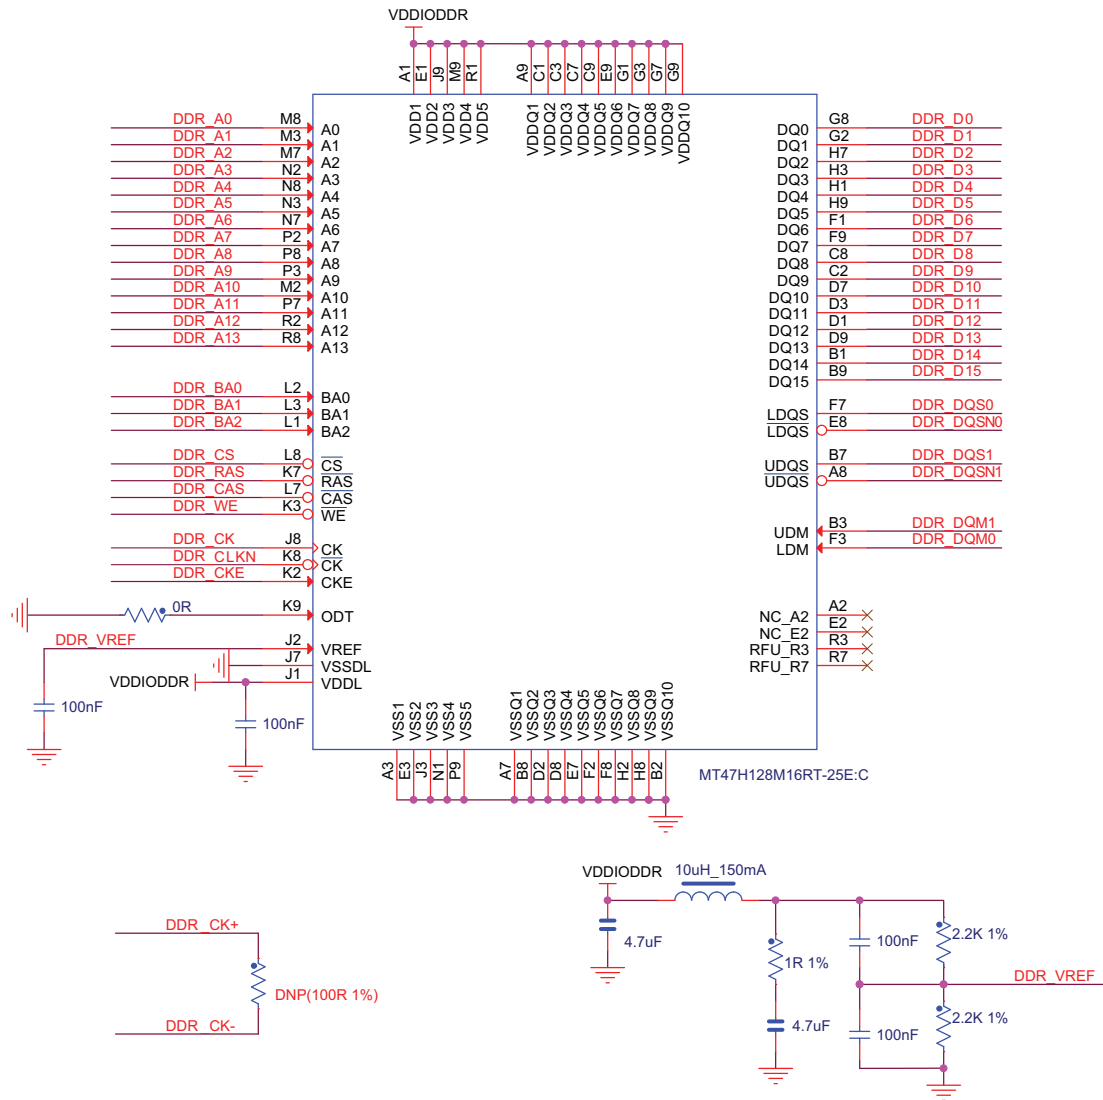 VDDIODDR
A1 E1 J9 M9 R1 A9 C1 C3 C7 C9 E9 G1 G3 G7 G9
VDD1 VDD2 VDD3 VDD4 VDD5 VDDQ1 VDDQ2 VDDQ3 VDDQ4 VDDQ5 VDDQ6 VDDQ7 VDDQ8 VDDQ9 VDDQ10
DDR_A0 M8 A0
DDR_A1 M3 A1
DDR_A2 M7 A2
DDR_A3 N2 A3
DDR_A4 N8 A4
DDR_A5 N3 A5
DDR_A6 N7 A6
DDR_A7 P2 A7
DDR_A8 P8 A8
DDR_A9 P3 A9
DDR_A10 M2 A10
DDR_A11 P7 A11
DDR_A12 R2 A12
DDR_A13 R8 A13
DDR_BA0 L2 BA0
DDR_BA1 L3 BA1
DDR_BA2 L1 BA2
DDR_CS L8 CS
DDR_RAS K7 RAS
DDR_CAS L7 CAS
DDR_WE K3 WE
DDR_CK J8 CK
DDR_CLKN K8 CK
DDR_CKE K2 CKE
0R K9 ODT
DDR_VREF J2 VREF
J7 VSSDL
VDDIODDR J1 VDDL
100nF
100nF
DQ0 G8 DDR_D0
DQ1 G2 DDR_D1
DQ2 H7 DDR_D2
DQ3 H3 DDR_D3
DQ4 H1 DDR_D4
DQ5 H9 DDR_D5
DQ6 F1 DDR_D6
DQ7 F9 DDR_D7
DQ8 C8 DDR_D8
DQ9 C2 DDR_D9
DQ10 D7 DDR_D10
DQ11 D3 DDR_D11
DQ12 D1 DDR_D12
DQ13 D9 DDR_D13
DQ14 B1 DDR_D14
DQ15 B9 DDR_D15
LDQS F7 DDR_DQS0
LDQS E8 DDR_DQSN0
UDQS B7 DDR_DQS1
UDQS A8 DDR_DQSN1
UDM B3 DDR_DQM1
LDM F3 DDR_DQM0
NC_A2 A2
NC_E2 E2
RFU_R3 R3
RFU_R7 R7
VSS1 VSS2 VSS3 VSS4 VSS5 VSSQ1 VSSQ2 VSSQ3 VSSQ4 VSSQ5 VSSQ6 VSSQ7 VSSQ8 VSSQ9 VSSQ10
A3 E3 J3 N1 P9 A7 B8 D2 D8 E7 F2 F8 H2 H8 B2
MT47H128M16RT-25E:C
DDR_CK+
DNP(100R 1%)
DDR_CK-
VDDIODDR
10uH_150mA
4.7uF
1R 1%
4.7uF
100nF
2.2K 1%
DDR_VREF
100nF
2.2K 1%